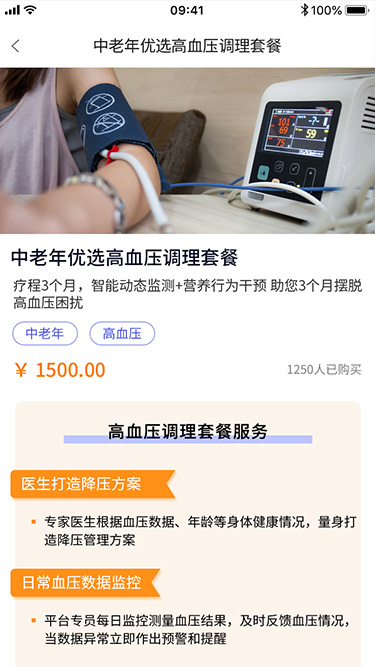 09:41
100%
中老年优选高血压调理套餐
101
69
75
59
中老年优选高血压调理套餐
疗程3个月，智能动态监测+营养行为干预 助您3个月摆脱
高血压困扰
中老年
高血压
￥ 1500.00
1250人已购买
高血压调理套餐服务
医生打造降压方案
专家医生根据血压数据、年龄等身体健康情况，量身打
造降压管理方案
日常血压数据监控
平台专员每日监控测量血压结果，及时反馈血压情况，
当数据异常立即作出预警和提醒